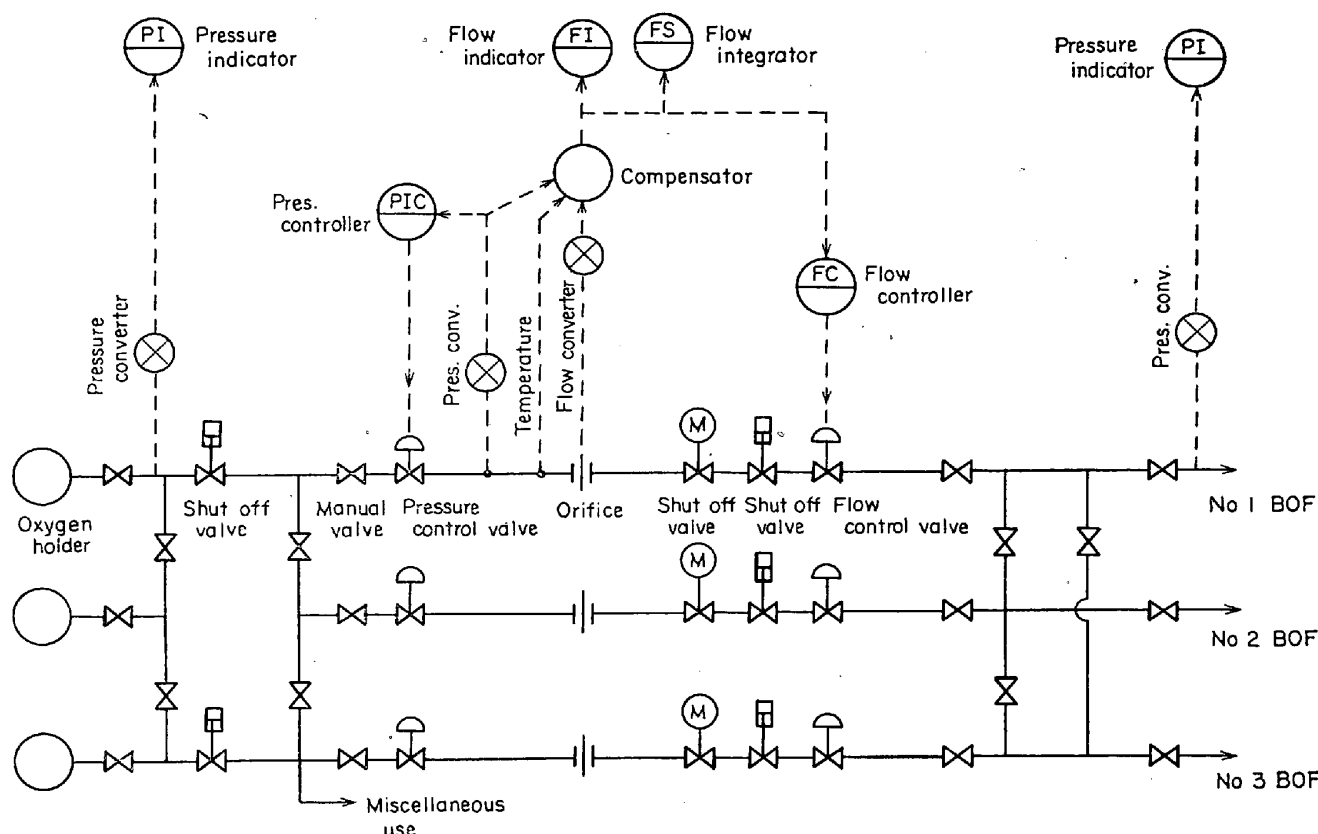 PI
Pressure
indicator
Flow
indicator
FI
FS
Flow
integrator
Pressure
indicator
PI
Compensator
Pres.
controller
PIC
FC
Flow
controller
Pressure
converter
Pres. conv.
Temperature
Flow converter
Pres. conv.
M
Oxygen
holder
Shut off
valve
Manual
valve
Pressure
control valve
Orifice
Shut off
valve
Shut off
valve
Flow
control valve
No 1 BOF
M
No 2 BOF
M
No 3 BOF
Miscellaneous
use